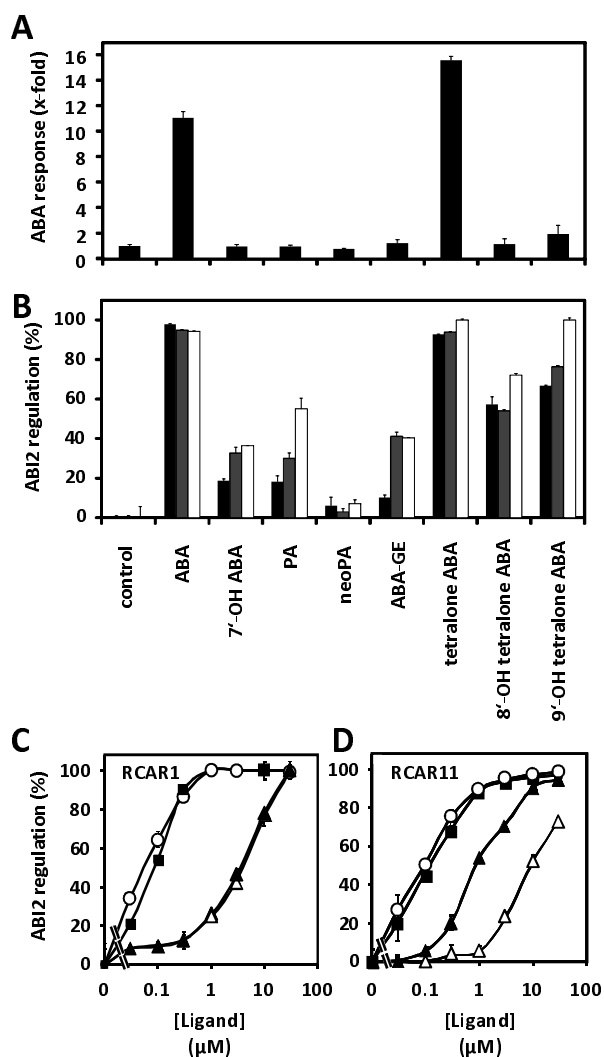 A
ABA response (x-fold)
16
14
12
10
8
6
4
2
0
B
ABI2 regulation (%)
100
80
60
40
20
0
control
ABA
7‘-OH ABA
PA
neoPA
ABA-GE
tetralone ABA
8‘-OH tetralone ABA
9‘-OH tetralone ABA
C
ABI2 regulation (%)
RCAR1
100
80
60
40
20
0
0 0.1 1 10 100
[Ligand]
(µM)
D
RCAR11
100
80
60
40
20
0
0 0.1 1 10 100
[Ligand]
(µM)